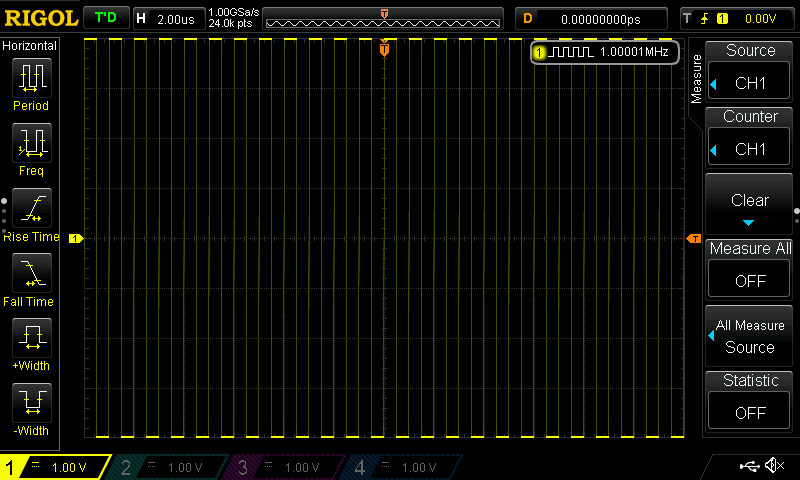 RIGOL T'D H 2.00us 1.00GSa/s 24.0k pts D 0.00000000ps T 1 0.00V
T
Horizontal
T
1 1.00001MHz
Period
Freq
Rise Time
Fall Time
+Width
-Width
1
T
Measure
Source
CH1
Counter
CH1
Clear
Measure All
OFF
All Measure
Source
Statistic
OFF
1 1.00 V 2 1.00 V 3 1.00 V 4 1.00 V